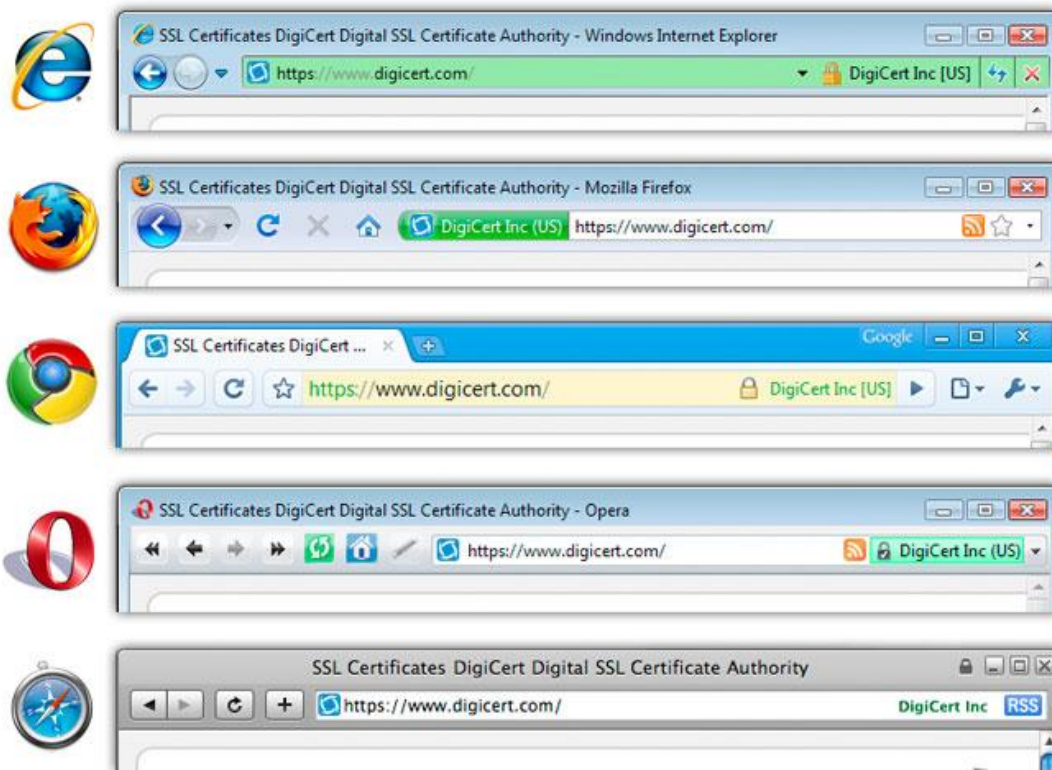 SSL Certificates DigiCert Digital SSL Certificate Authority - Windows Internet Explorer
https://www.digicert.com/ DigiCert Inc [US]
SSL Certificates DigiCert Digital SSL Certificate Authority - Mozilla Firefox
DigiCert Inc (US) https://www.digicert.com/
SSL Certificates DigiCert ... Google
https://www.digicert.com/ DigiCert Inc [US]
SSL Certificates DigiCert Digital SSL Certificate Authority - Opera
https://www.digicert.com/ DigiCert Inc (US)
SSL Certificates DigiCert Digital SSL Certificate Authority
https://www.digicert.com/ DigiCert Inc RSS